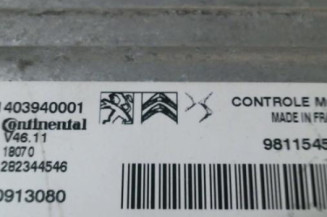 1403940001
Continental
V46.11
18070
282344546
0913080
CONTROLE M
MADE IN FRA
9811545